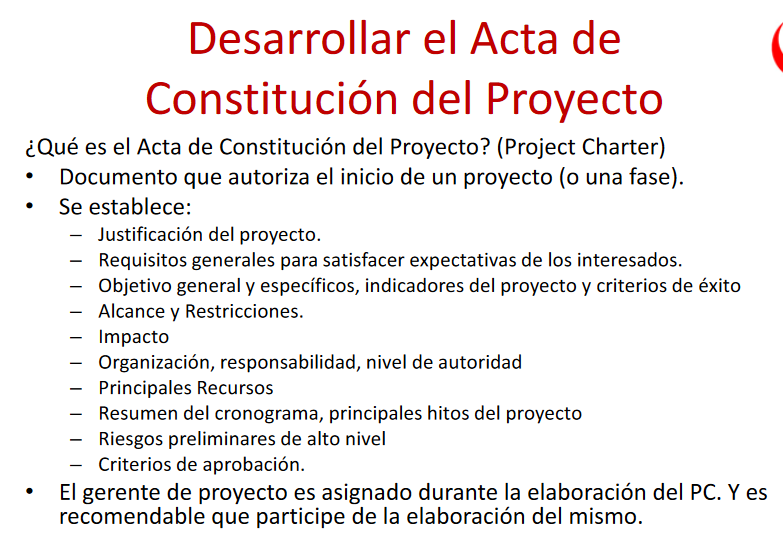 Desarrollar el Acta de
Constitución del Proyecto
¿Qué es el Acta de Constitución del Proyecto? (Project Charter)
• Documento que autoriza el inicio de un proyecto (o una fase).
• Se establece:
– Justificación del proyecto.
– Requisitos generales para satisfacer expectativas de los interesados.
– Objetivo general y específicos, indicadores del proyecto y criterios de éxito
– Alcance y Restricciones.
– Impacto
– Organización, responsabilidad, nivel de autoridad
– Principales Recursos
– Resumen del cronograma, principales hitos del proyecto
– Riesgos preliminares de alto nivel
– Criterios de aprobación.
• El gerente de proyecto es asignado durante la elaboración del PC. Y es
recomendable que participe de la elaboración del mismo.